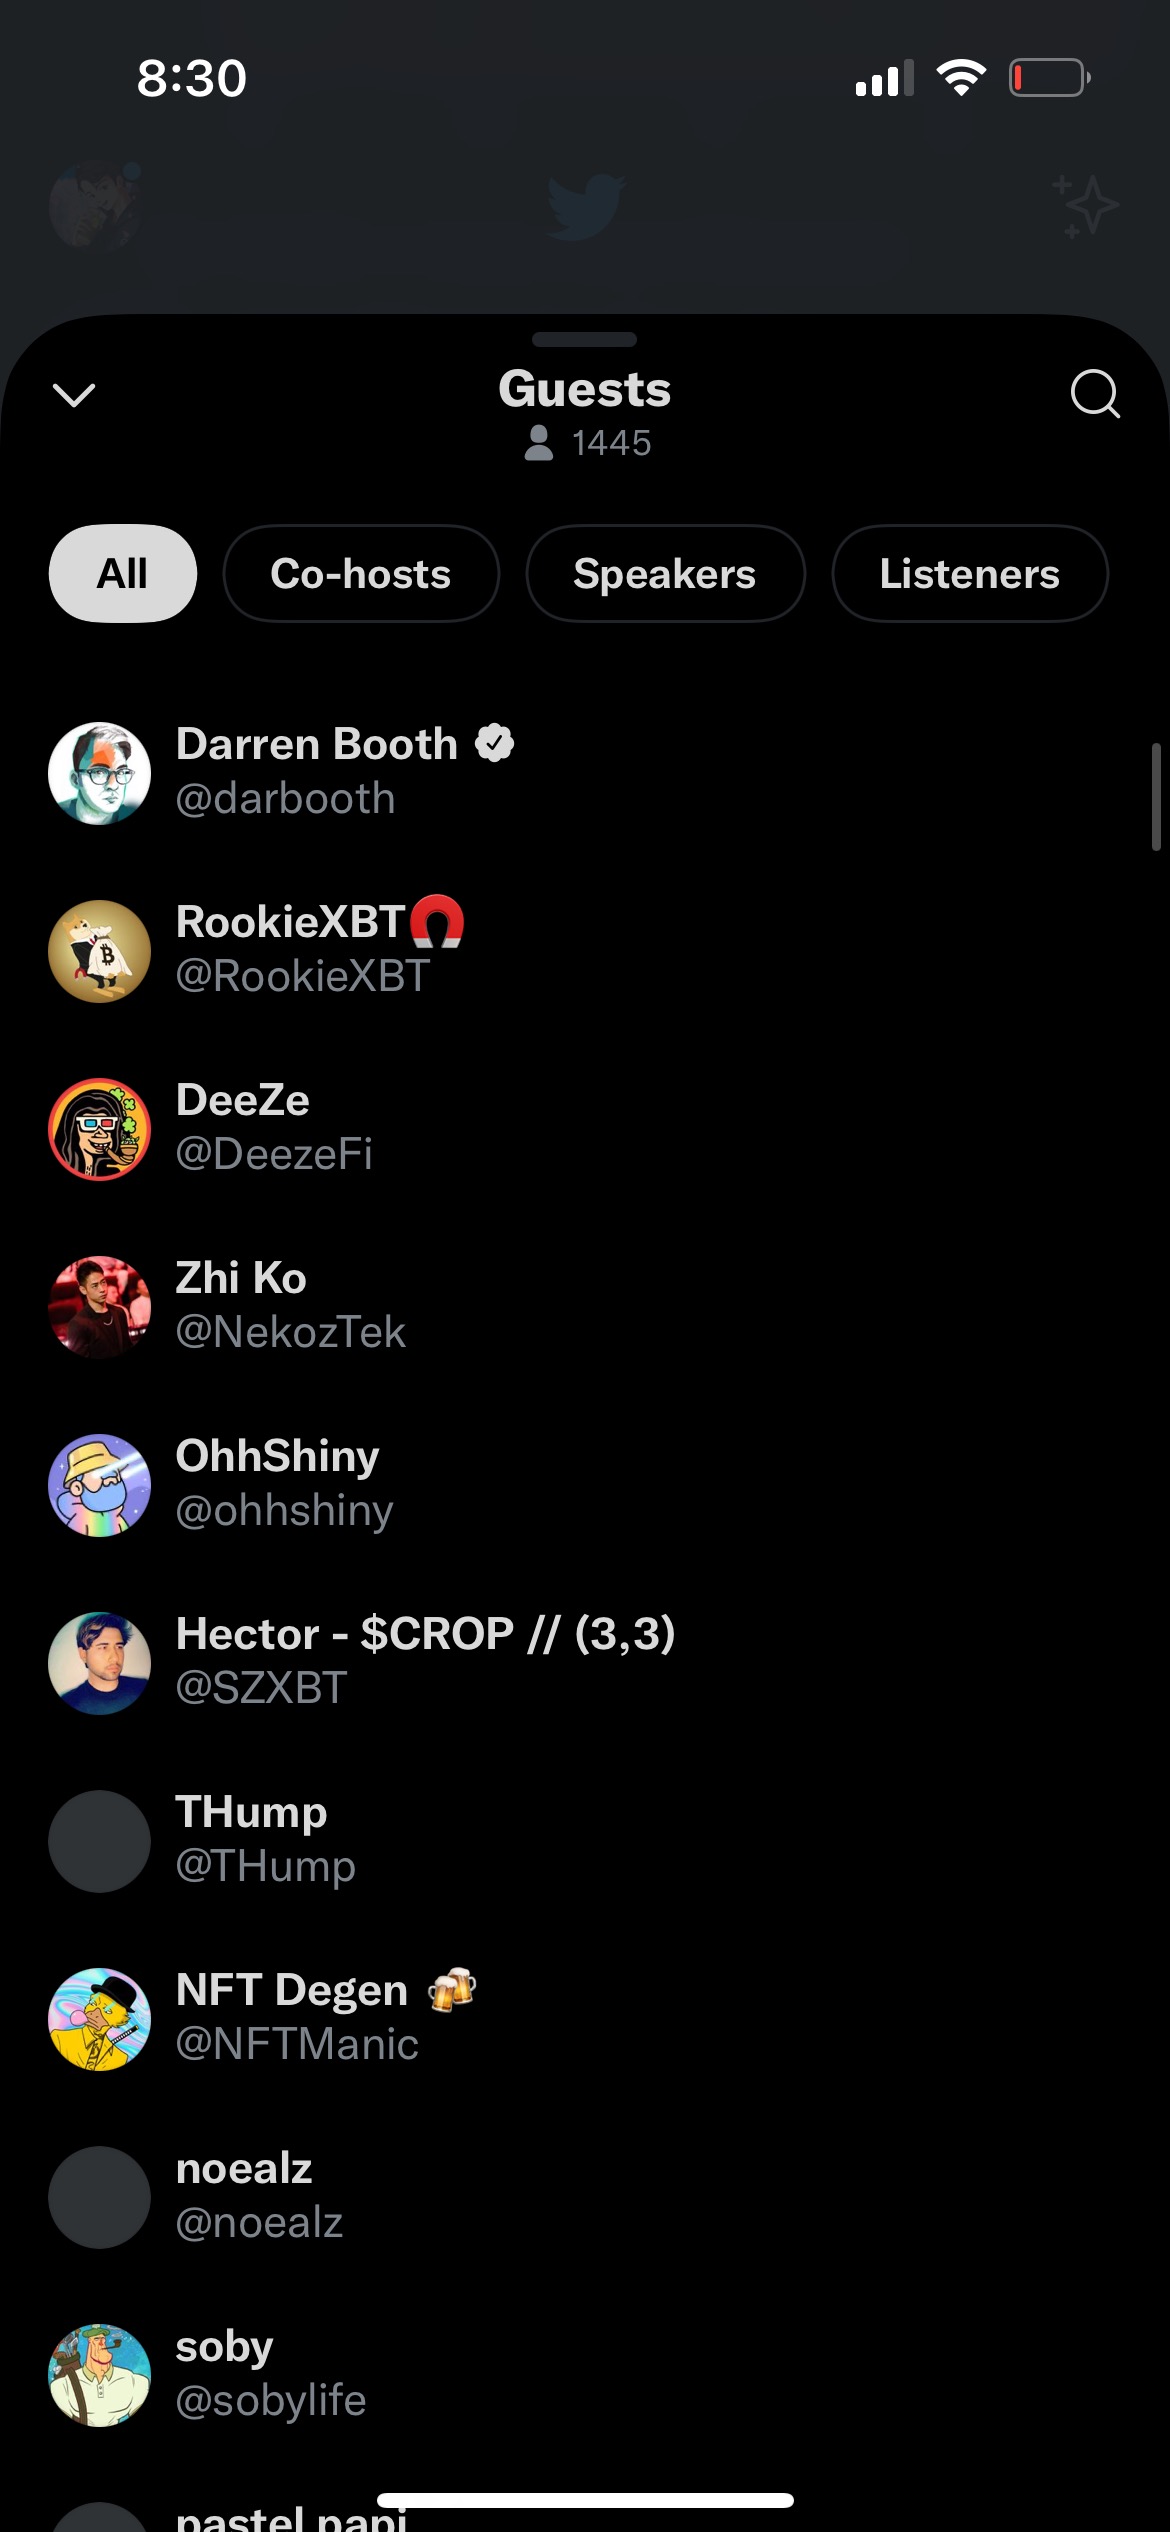 8:30
Guests
1445
All Co-hosts Speakers Listeners
Darren Booth
@darbooth
RookieXBT
@RookieXBT
DeeZe
@DeezeFi
Zhi Ko
@NekozTek
OhhShiny
@ohhshiny
Hector - $CROP // (3,3)
@SZXBT
THump
@THump
NFT Degen 🍻
@NFTManic
noealz
@noealz
soby
@sobylife
pastel papi